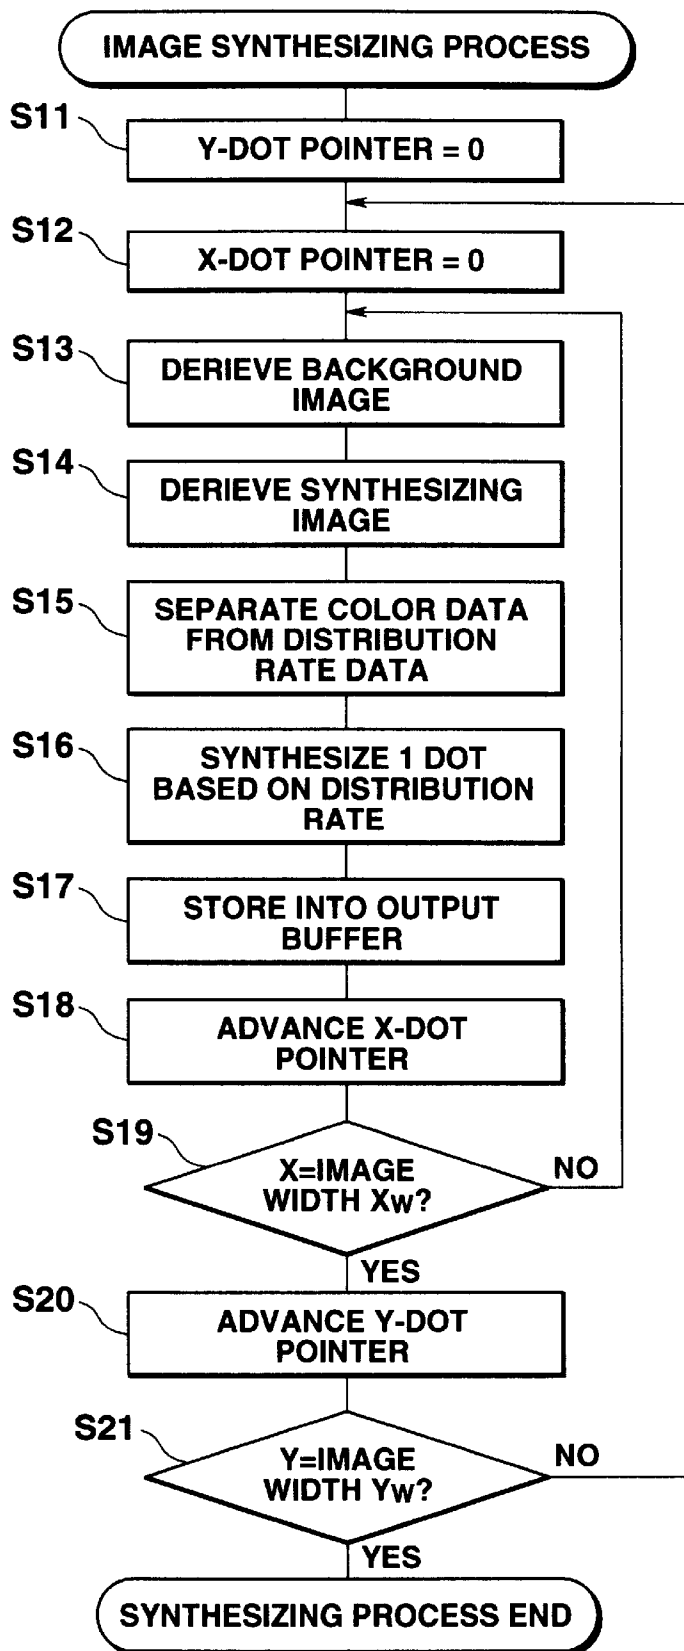 IMAGE SYNTHESIZING PROCESS
S11
Y-DOT POINTER = 0
S12
X-DOT POINTER = 0
S13
DERIEVE BACKGROUND
IMAGE
S14
DERIEVE SYNTHESIZING
IMAGE
S15
SEPARATE COLOR DATA
FROM DISTRIBUTION
RATE DATA
S16
SYNTHESIZE 1 DOT
BASED ON DISTRIBUTION
RATE
S17
STORE INTO OUTPUT
BUFFER
S18
ADVANCE X-DOT
POINTER
S19
X=IMAGE
WIDTH XW?
NO
YES
S20
ADVANCE Y-DOT
POINTER
S21
Y=IMAGE
WIDTH YW?
NO
YES
SYNTHESIZING PROCESS END